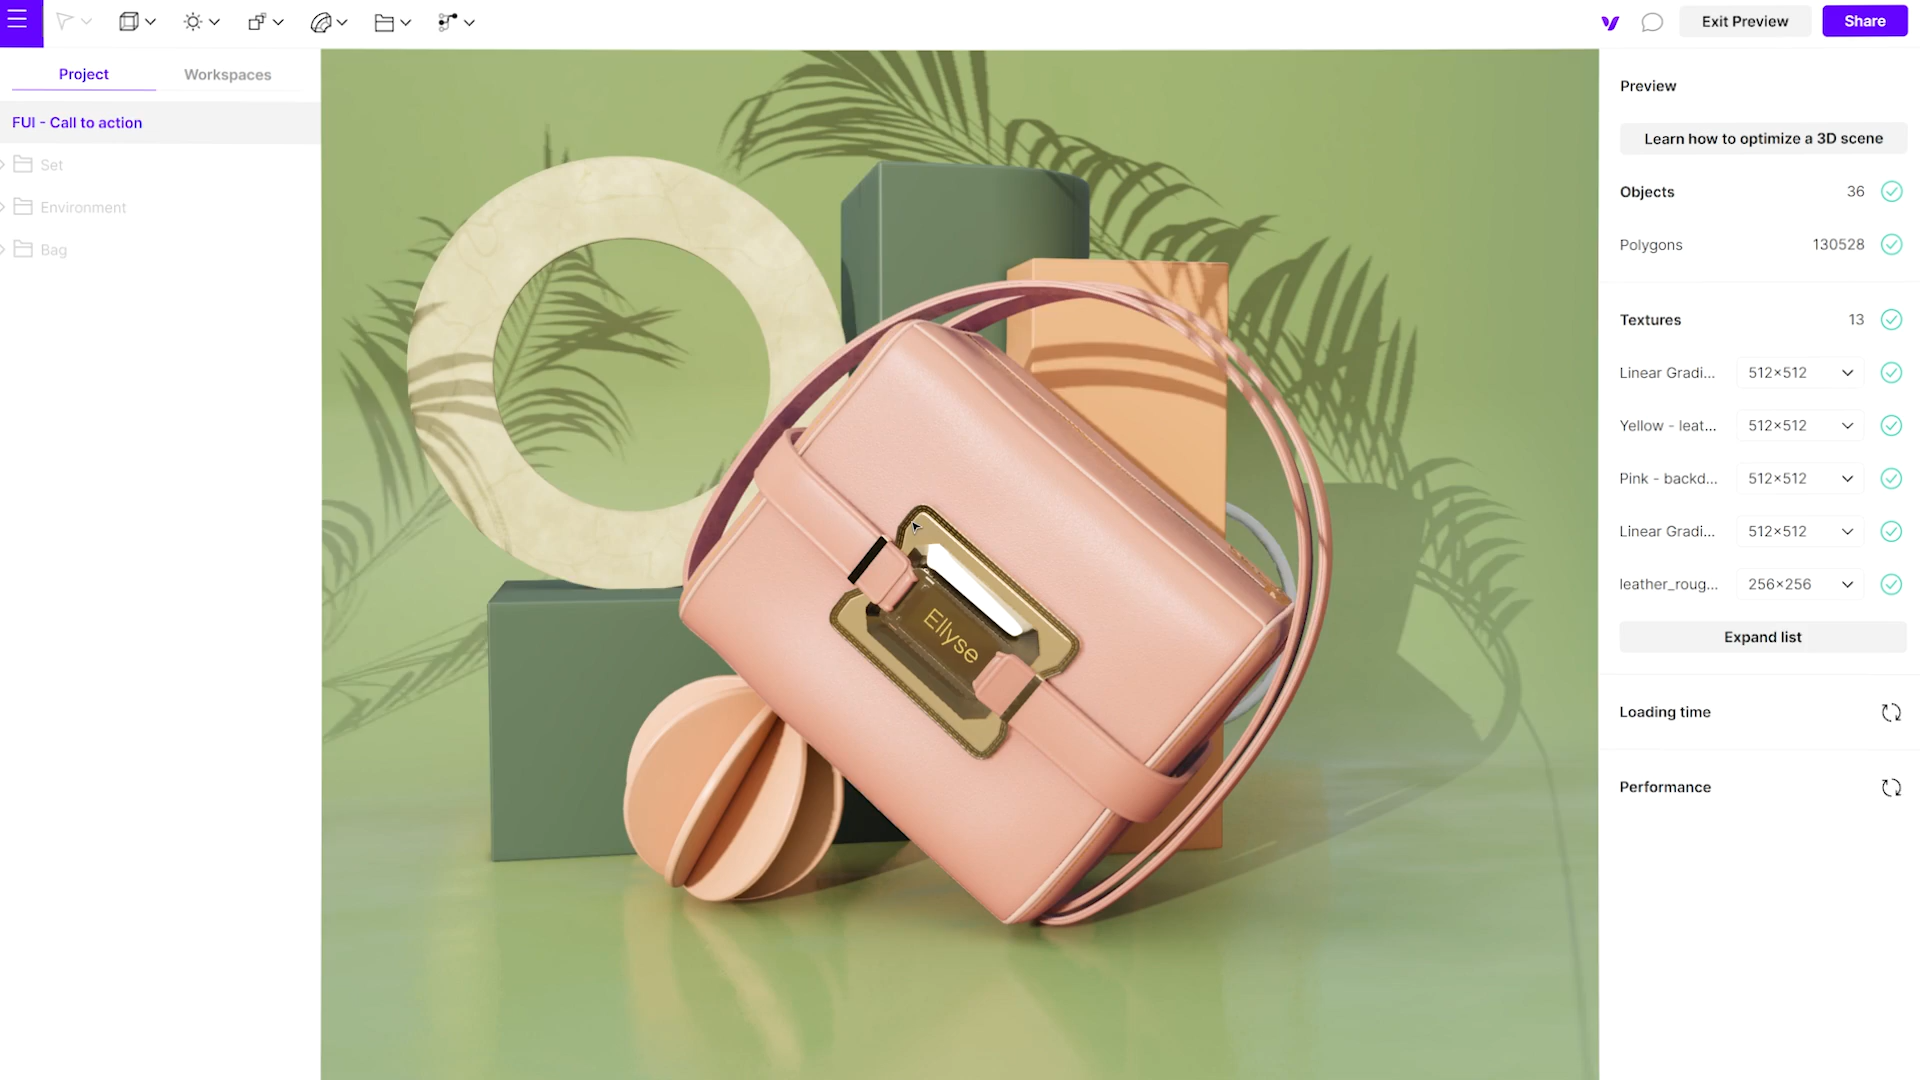 Exit Preview
Share
Project
Workspaces
FUI - Call to action
Set
Environment
Bag
Ellyse
Preview
Learn how to optimize a 3D scene
Objects 36
Polygons 130528
Textures 13
Linear Gradi... 512×512
Yellow - leat... 512×512
Pink - backd... 512×512
Linear Gradi... 512×512
leather_roug... 256×256
Expand list
Loading time
Performance